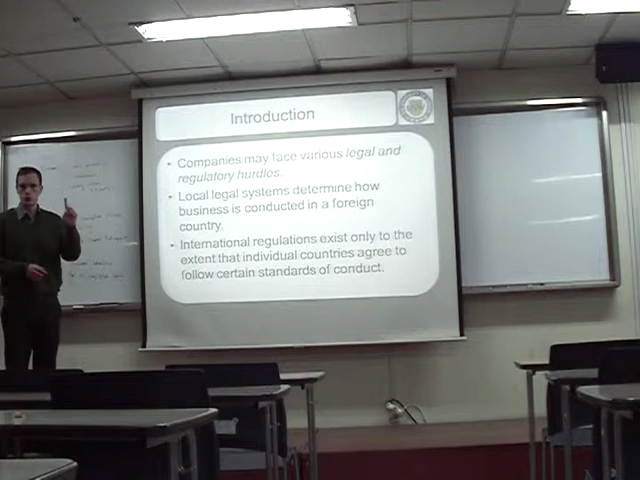 Introduction
• Companies may face various legal and
regulatory hurdles.
• Local legal systems determine how
business is conducted in a foreign
country.
• International regulations exist only to the
extent that individual countries agree to
follow certain standards of conduct.